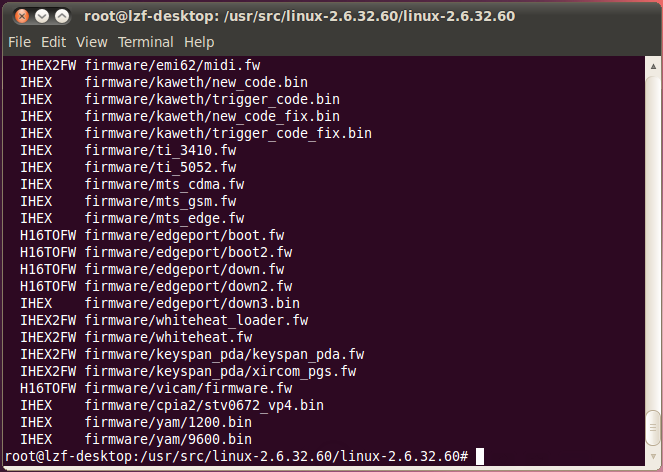 root@lzf-desktop: /usr/src/linux-2.6.32.60/linux-2.6.32.60
File Edit View Terminal Help
IHEX2FW firmware/emi62/midi.fw
IHEX firmware/kaweth/new_code.bin
IHEX firmware/kaweth/trigger_code.bin
IHEX firmware/kaweth/new_code_fix.bin
IHEX firmware/kaweth/trigger_code_fix.bin
IHEX firmware/ti_3410.fw
IHEX firmware/ti_5052.fw
IHEX firmware/mts_cdma.fw
IHEX firmware/mts_gsm.fw
IHEX firmware/mts_edge.fw
H16TOFW firmware/edgeport/boot.fw
H16TOFW firmware/edgeport/boot2.fw
H16TOFW firmware/edgeport/down.fw
H16TOFW firmware/edgeport/down2.fw
IHEX firmware/edgeport/down3.bin
IHEX2FW firmware/whiteheat_loader.fw
IHEX2FW firmware/whiteheat.fw
IHEX2FW firmware/keyspan_pda/keyspan_pda.fw
IHEX2FW firmware/keyspan_pda/xircom_pgs.fw
H16TOFW firmware/vicam/firmware.fw
IHEX firmware/cpia2/stv0672_vp4.bin
IHEX firmware/yam/1200.bin
IHEX firmware/yam/9600.bin
root@lzf-desktop:/usr/src/linux-2.6.32.60/linux-2.6.32.60#